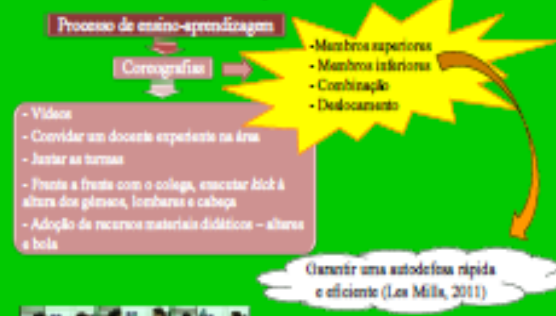 Processo de ensino-aprendizagem
Coreografias
-Membros superiores
- Membros inferiores
- Combinação
- Deslocamento
- Vídeos
- Convidar um docente experiente na área
- Juntar as turmas
- Frente a frente com o colega, executar kick à
altura dos gémeos, lombares e cabeça
- Adoção de recursos materiais didáticos – alteres
e bola
Garantir uma autodefesa rápida
e eficiente (Les Mills, 2011)